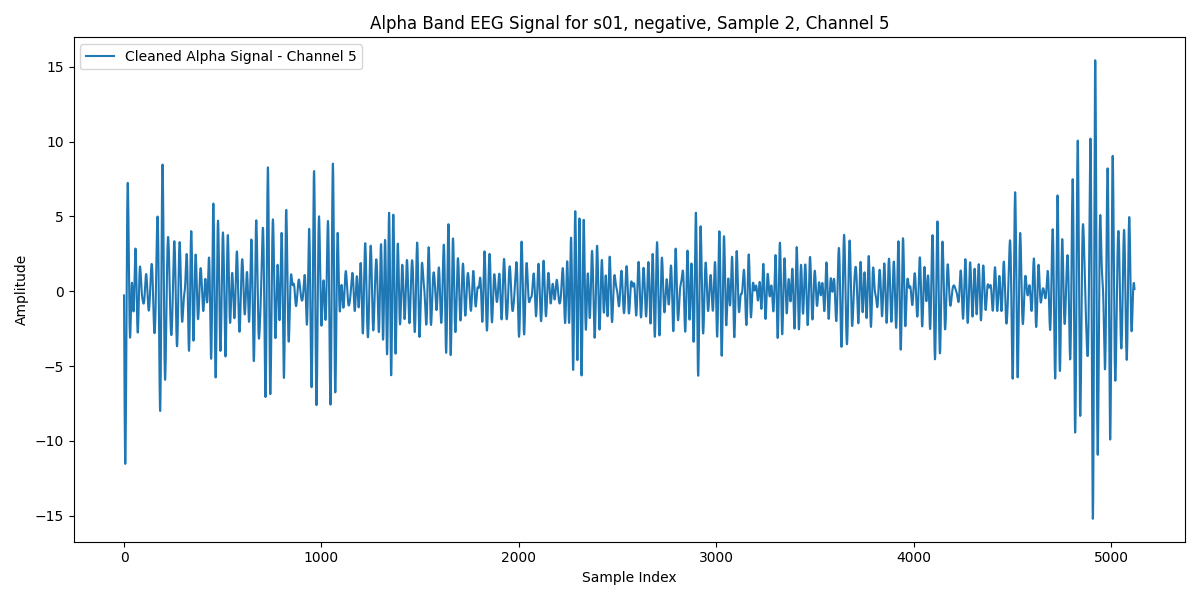 Alpha Band EEG Signal for s01, negative, Sample 2, Channel 5
Cleaned Alpha Signal - Channel 5
Amplitude
15
10
5
0
−5
−10
−15
0 1000 2000 3000 4000 5000
Sample Index